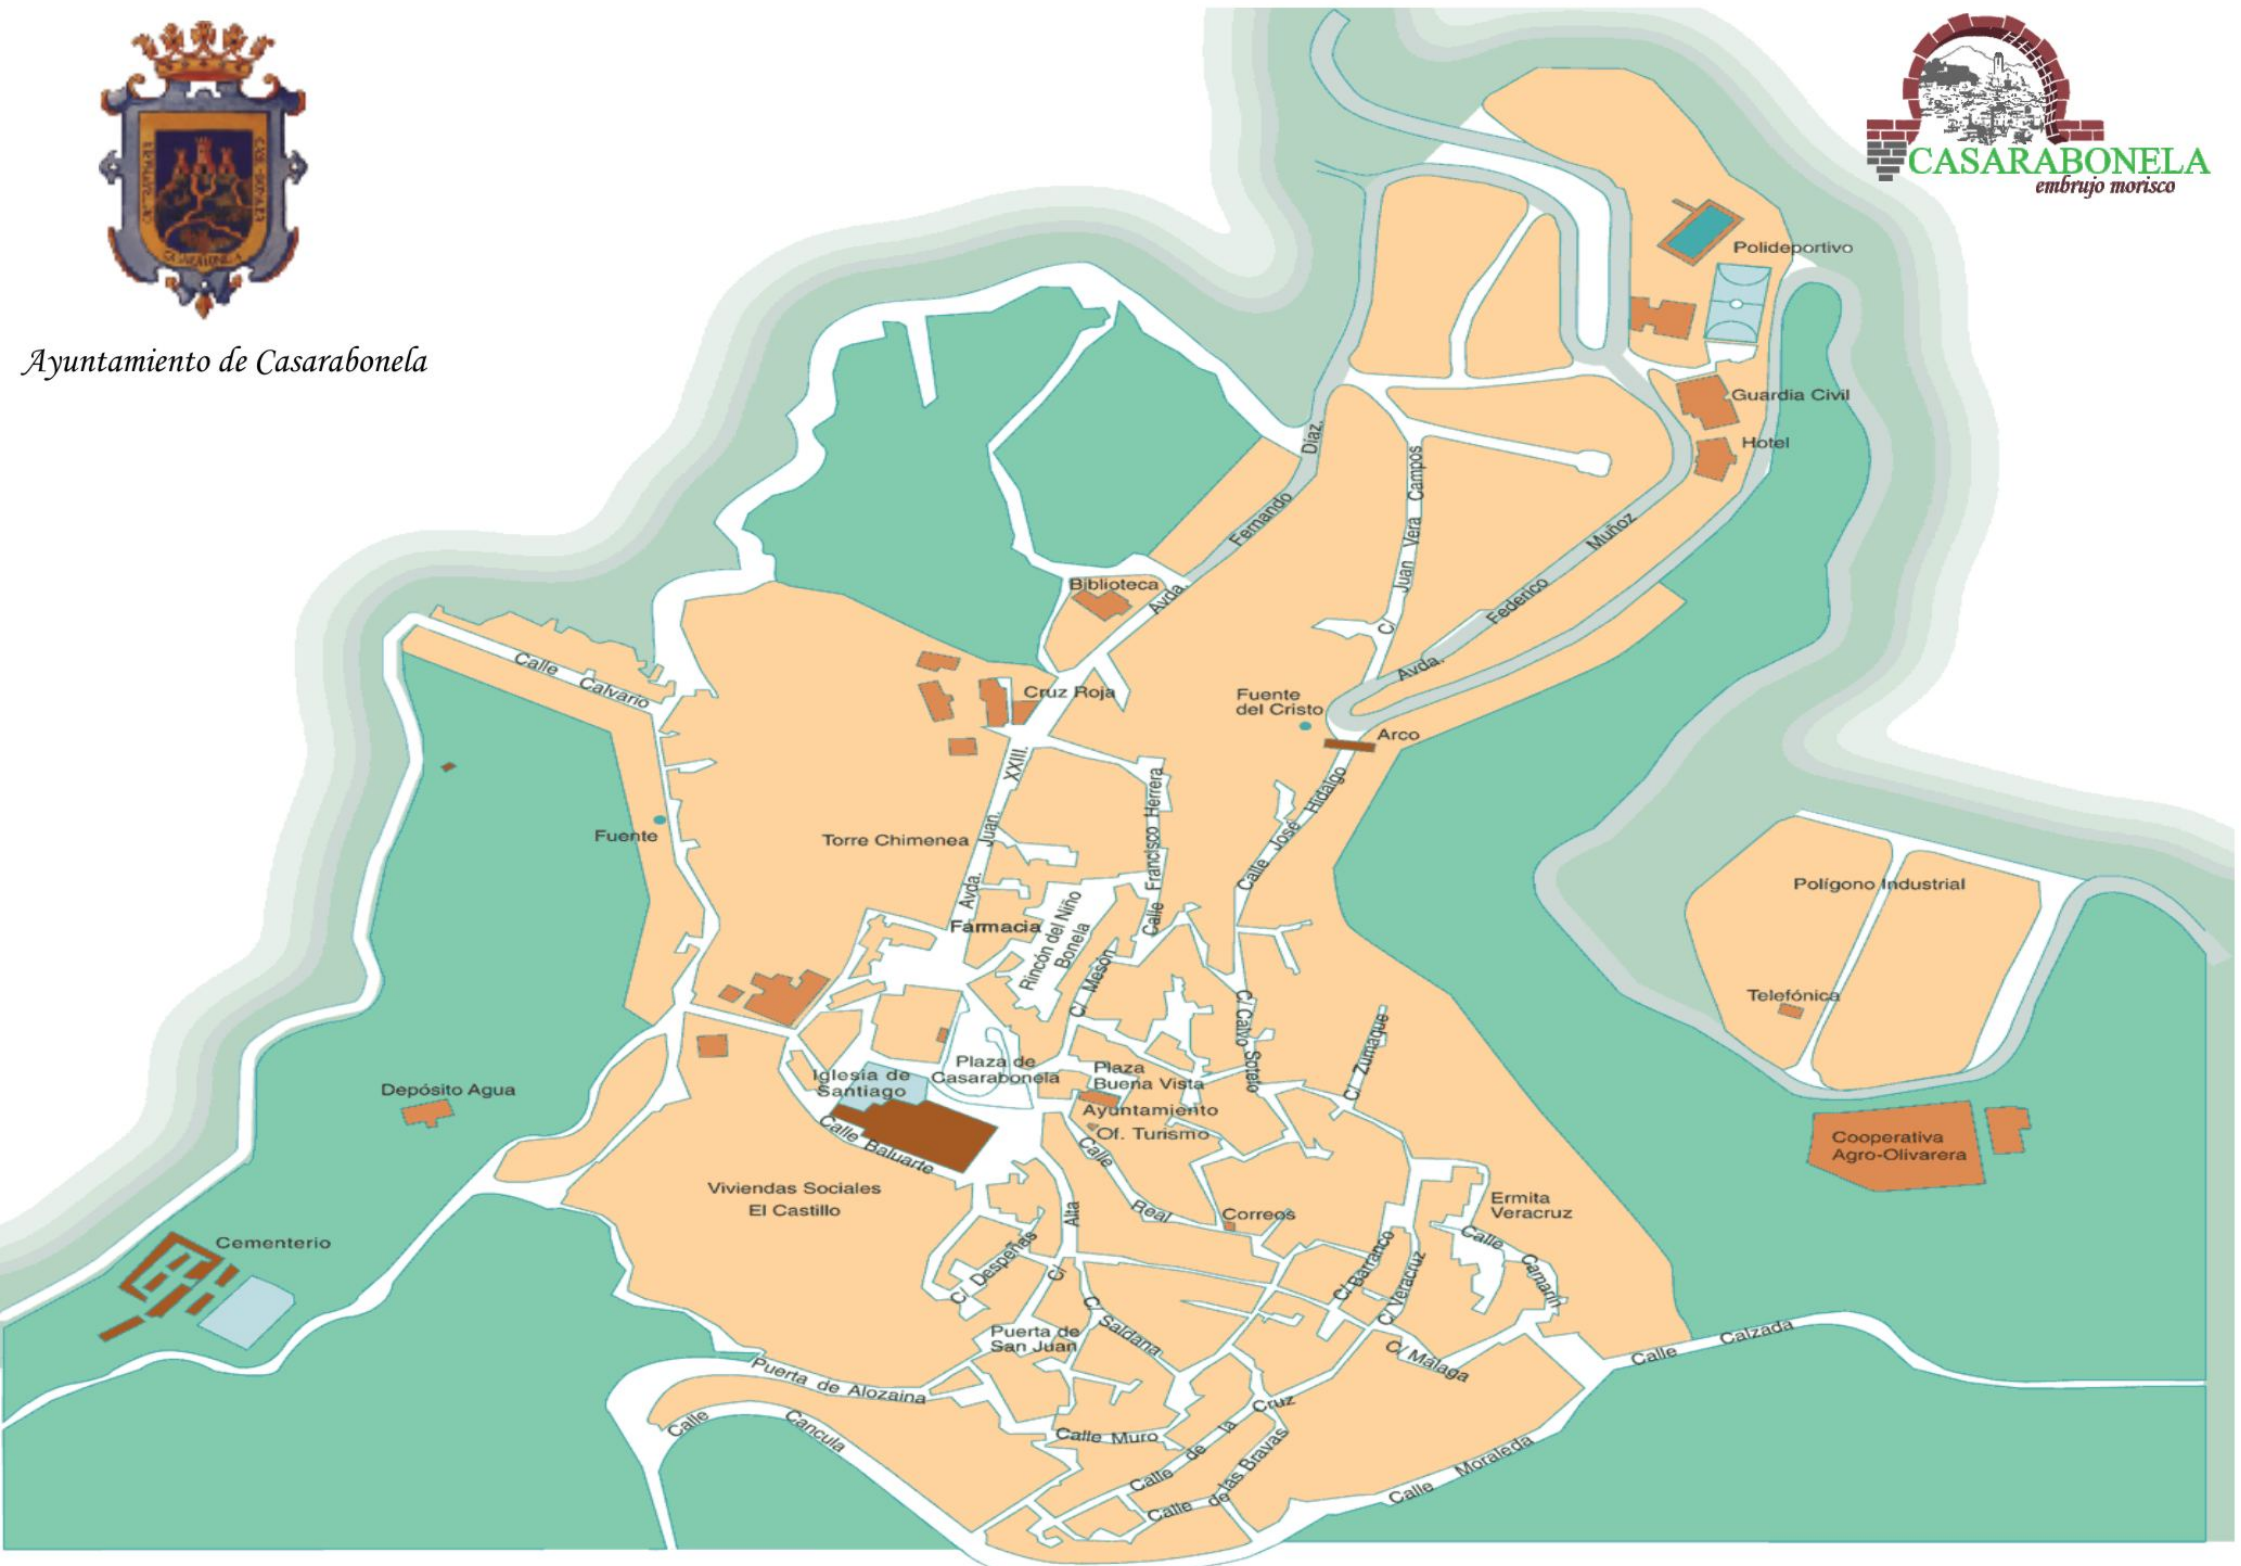 CASARABONELA
embrujo morisco
Ayuntamiento de Casarabonela
Polideportivo
Guardia Civil
Hotel
Avda. Fernando Díaz.
C/ Juan Vera Campos
Avda. Federico Muñoz
Biblioteca
Calle Calvario
Cruz Roja
Fuente
del Cristo
Arco
Avda. Juan. XXIII.
Calle Francisco Herrera
Calle José Hidalgo
Fuente
Torre Chimenea
Farmacia
Rincón del Niño
Bonela
C/ Mesón
C/ Calvo Sotelo
C/ Zumaque
Polígono Industrial
Telefónica
Depósito Agua
Iglesia de
Santiago
Plaza de
Casarabonela
Plaza
Buena Vista
Ayuntamiento
Of. Turismo
Calle Baluarte
Calle Real
Cooperativa
Agro-Olivarera
Viviendas Sociales
El Castillo
Correos
Ermita
Veracruz
Cementerio
C/ Alta
C/ Despeñas
C/ Barranco
C/ Veracruz
Calle Camarín
C/ Saldana
Puerta de
San Juan
C/ Málaga
Calle Calzada
Puerta de Alozaina
Calle Cancula
Calle Muro
Calle de la Cruz
Calle de las Bravas
Calle Moraleda